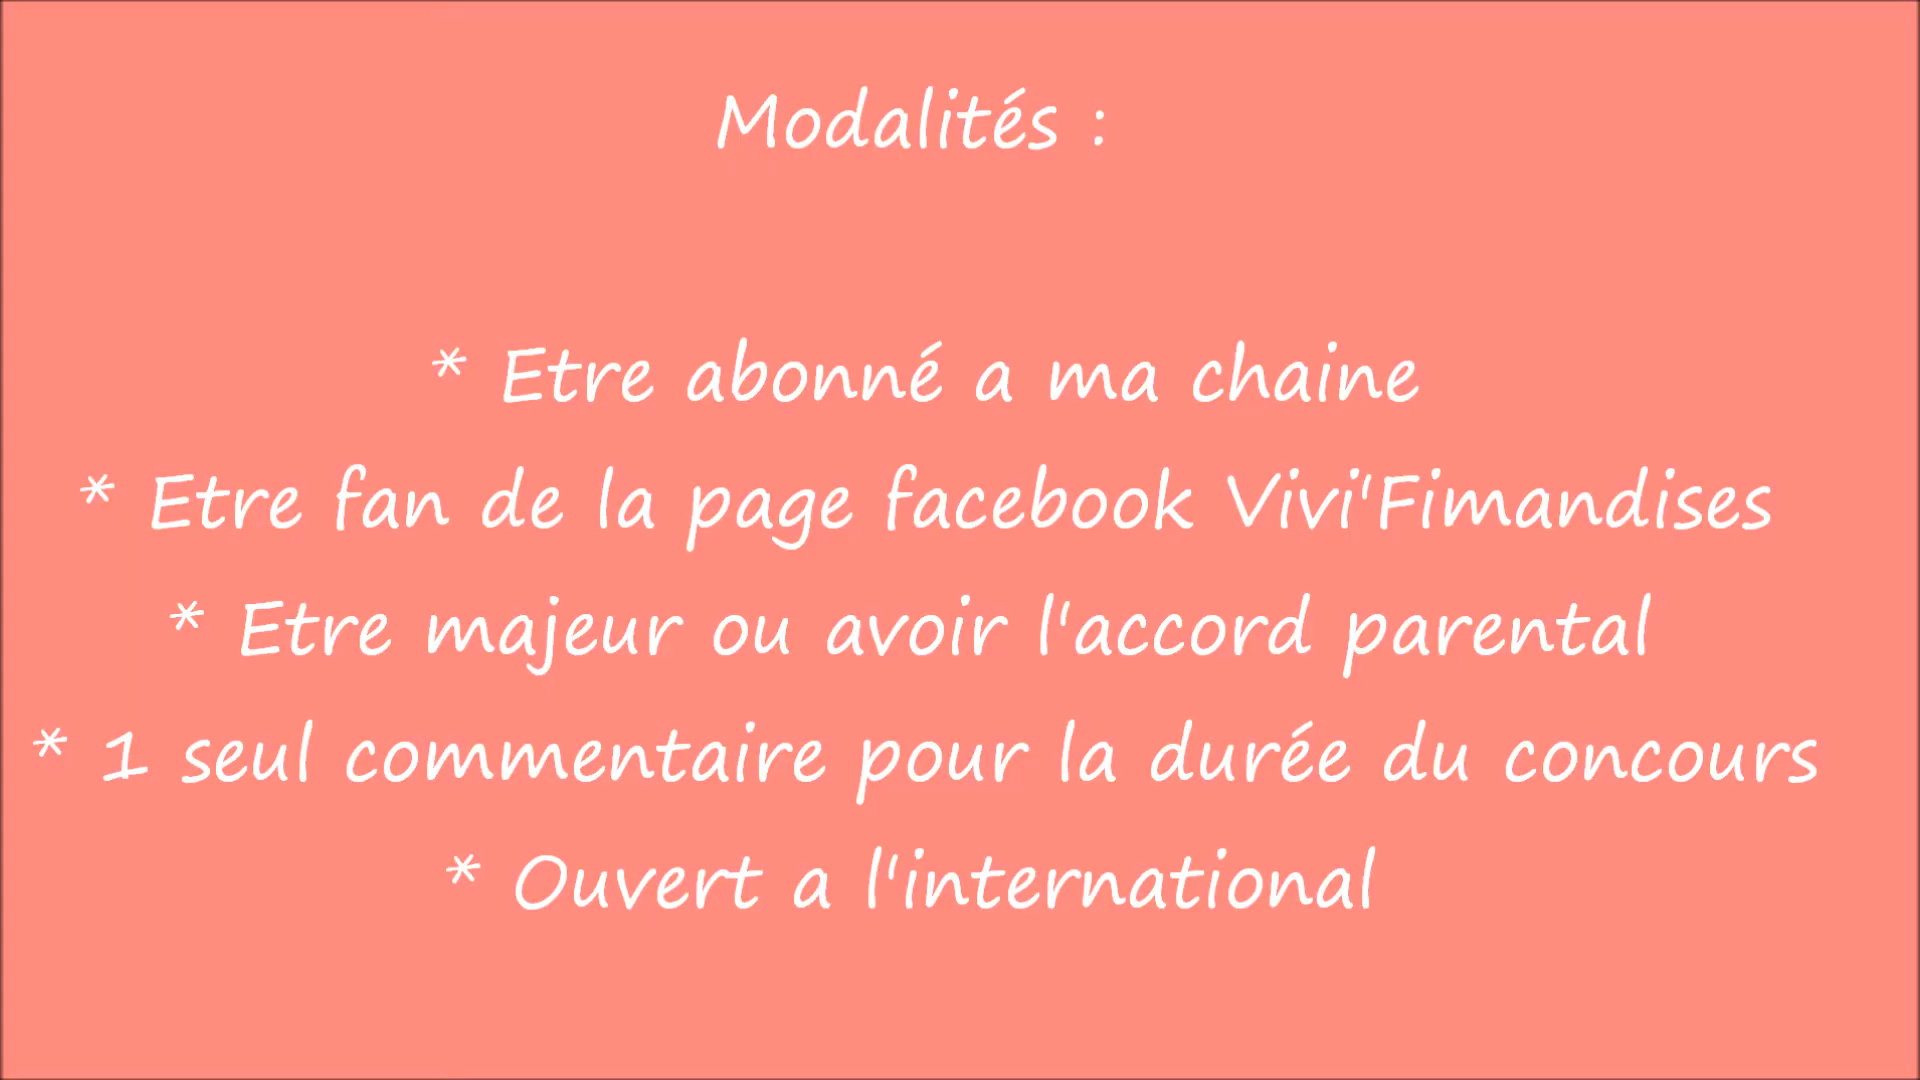 Modalités :
* Etre abonné a ma chaine
* Etre fan de la page facebook Vivi'Fimandises
* Etre majeur ou avoir l'accord parental
* 1 seul commentaire pour la durée du concours
* Ouvert a l'international